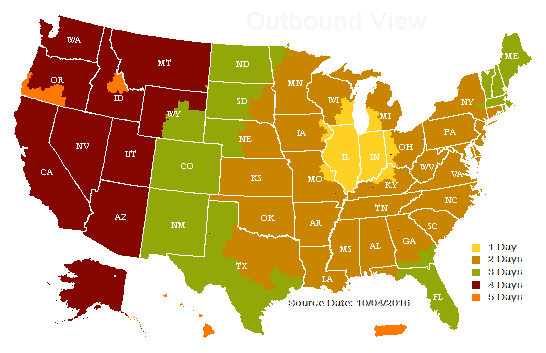 Outbound View
WA
ME
MT
ND
OR
MN
ID
WI
SD
NY
WY
MI
IA
PA
NE
NV
OH
UT
IL
IN
WV
CO
VA
CA
KS
MO
KY
NC
TN
OK
AZ
NM
AR
SC
MS
AL
GA
1 Day
TX
2 Days
LA
3 Days
4 Days
FL
5 Days
Source Date: 10/04/2016